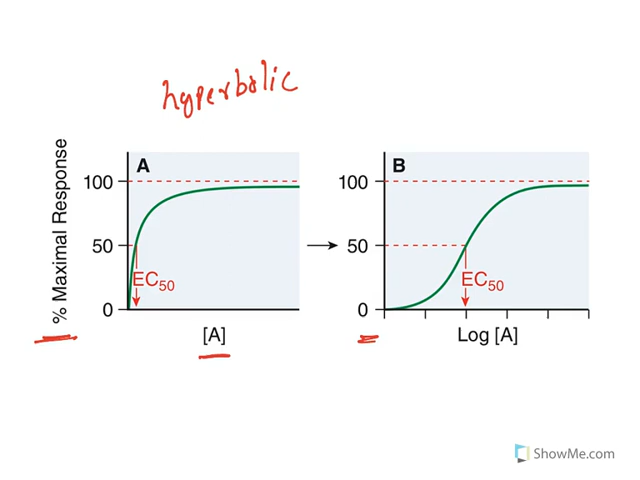 hyperbolic
% Maximal Response
A
100
50
0
EC50
[A]
B
100
50
0
EC50
Log [A]
ShowMe.com